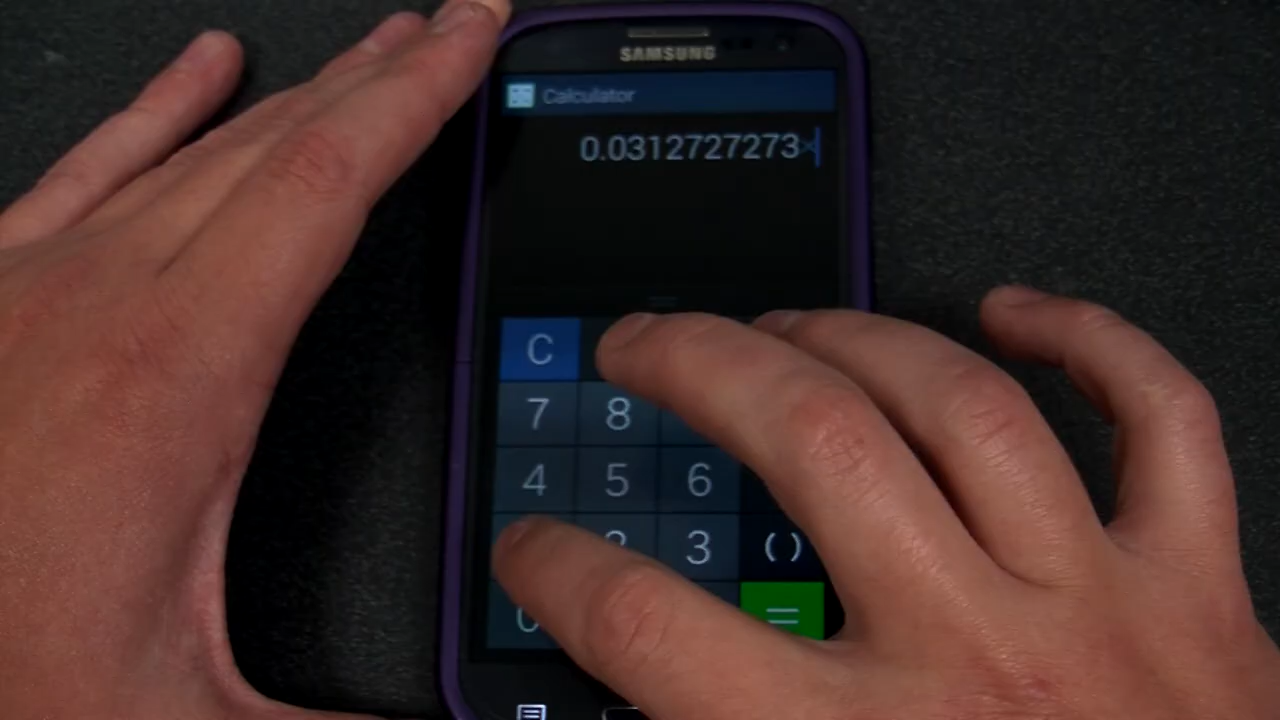 SAMSUNG
Calculator
0.0312727273×
C
7 8
4 5 6
3 ()
=